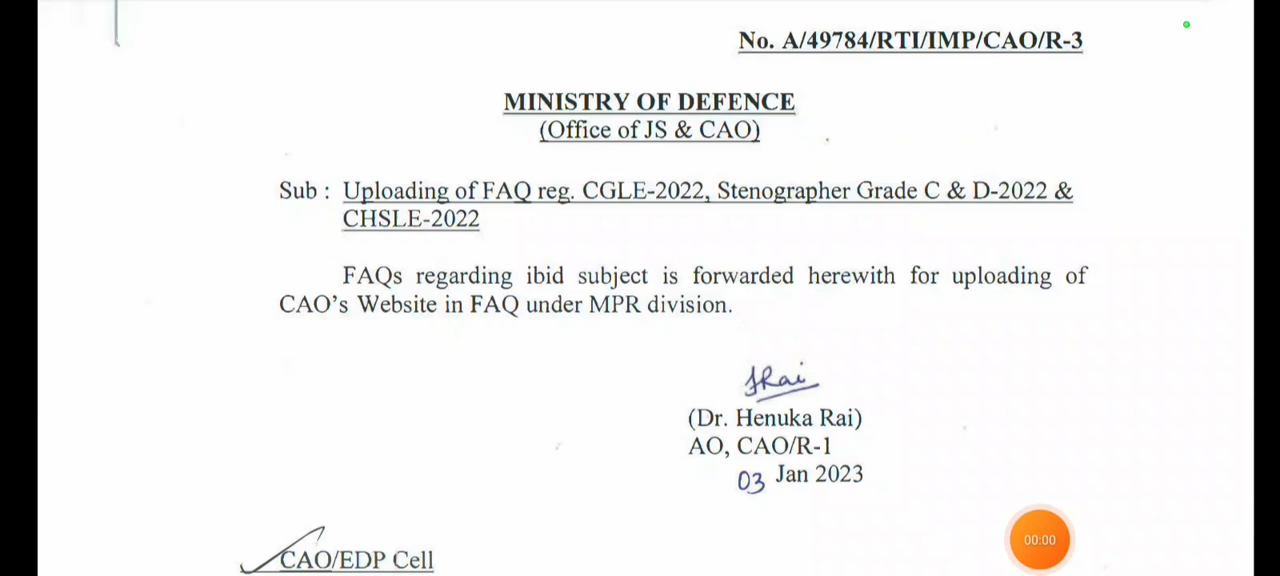 No. A/49784/RTI/IMP/CAO/R-3
MINISTRY OF DEFENCE
(Office of JS & CAO)
Sub : Uploading of FAQ reg. CGLE-2022, Stenographer Grade C & D-2022 &
CHSLE-2022
FAQs regarding ibid subject is forwarded herewith for uploading of
CAO's Website in FAQ under MPR division.
HRai
(Dr. Henuka Rai)
AO, CAO/R-1
03 Jan 2023
00:00
CAO/EDP Cell